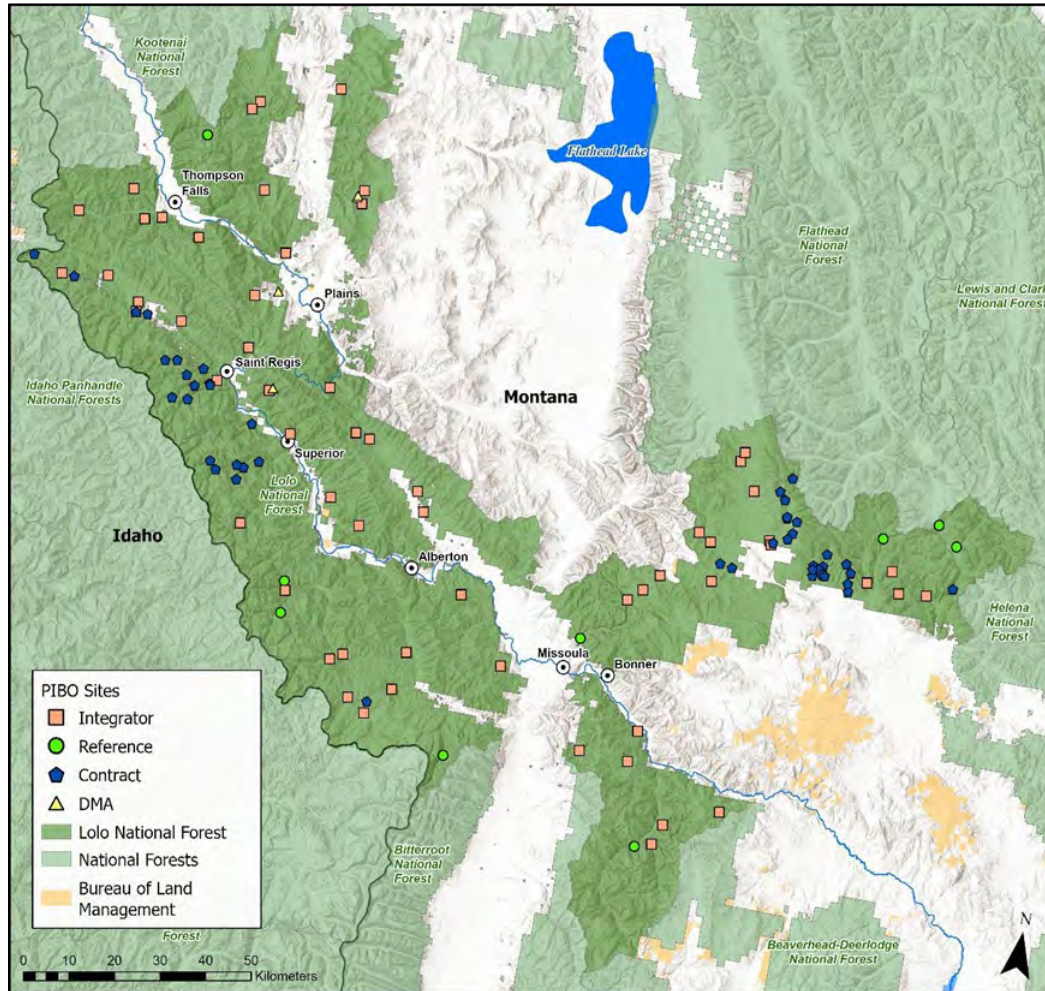 Kootenai
National
Forest
Thompson
Falls
Flathead Lake
Flathead
National
Forest
Lewis and Clark
National Forest
Plains
Saint Regis
Idaho Panhandle
National Forests
Montana
Superior
Lolo
National
Forest
Idaho
Alberton
Helena
National
Forest
Missoula
Bonner
PIBO Sites
Integrator
Reference
Contract
DMA
Lolo National Forest
National Forests
Bureau of Land
Management
Bitterroot
National
Forest
Forest
Beaverhead-Deerlodge
National Forest
N
0 5 10 20 30 40 50
Kilometers